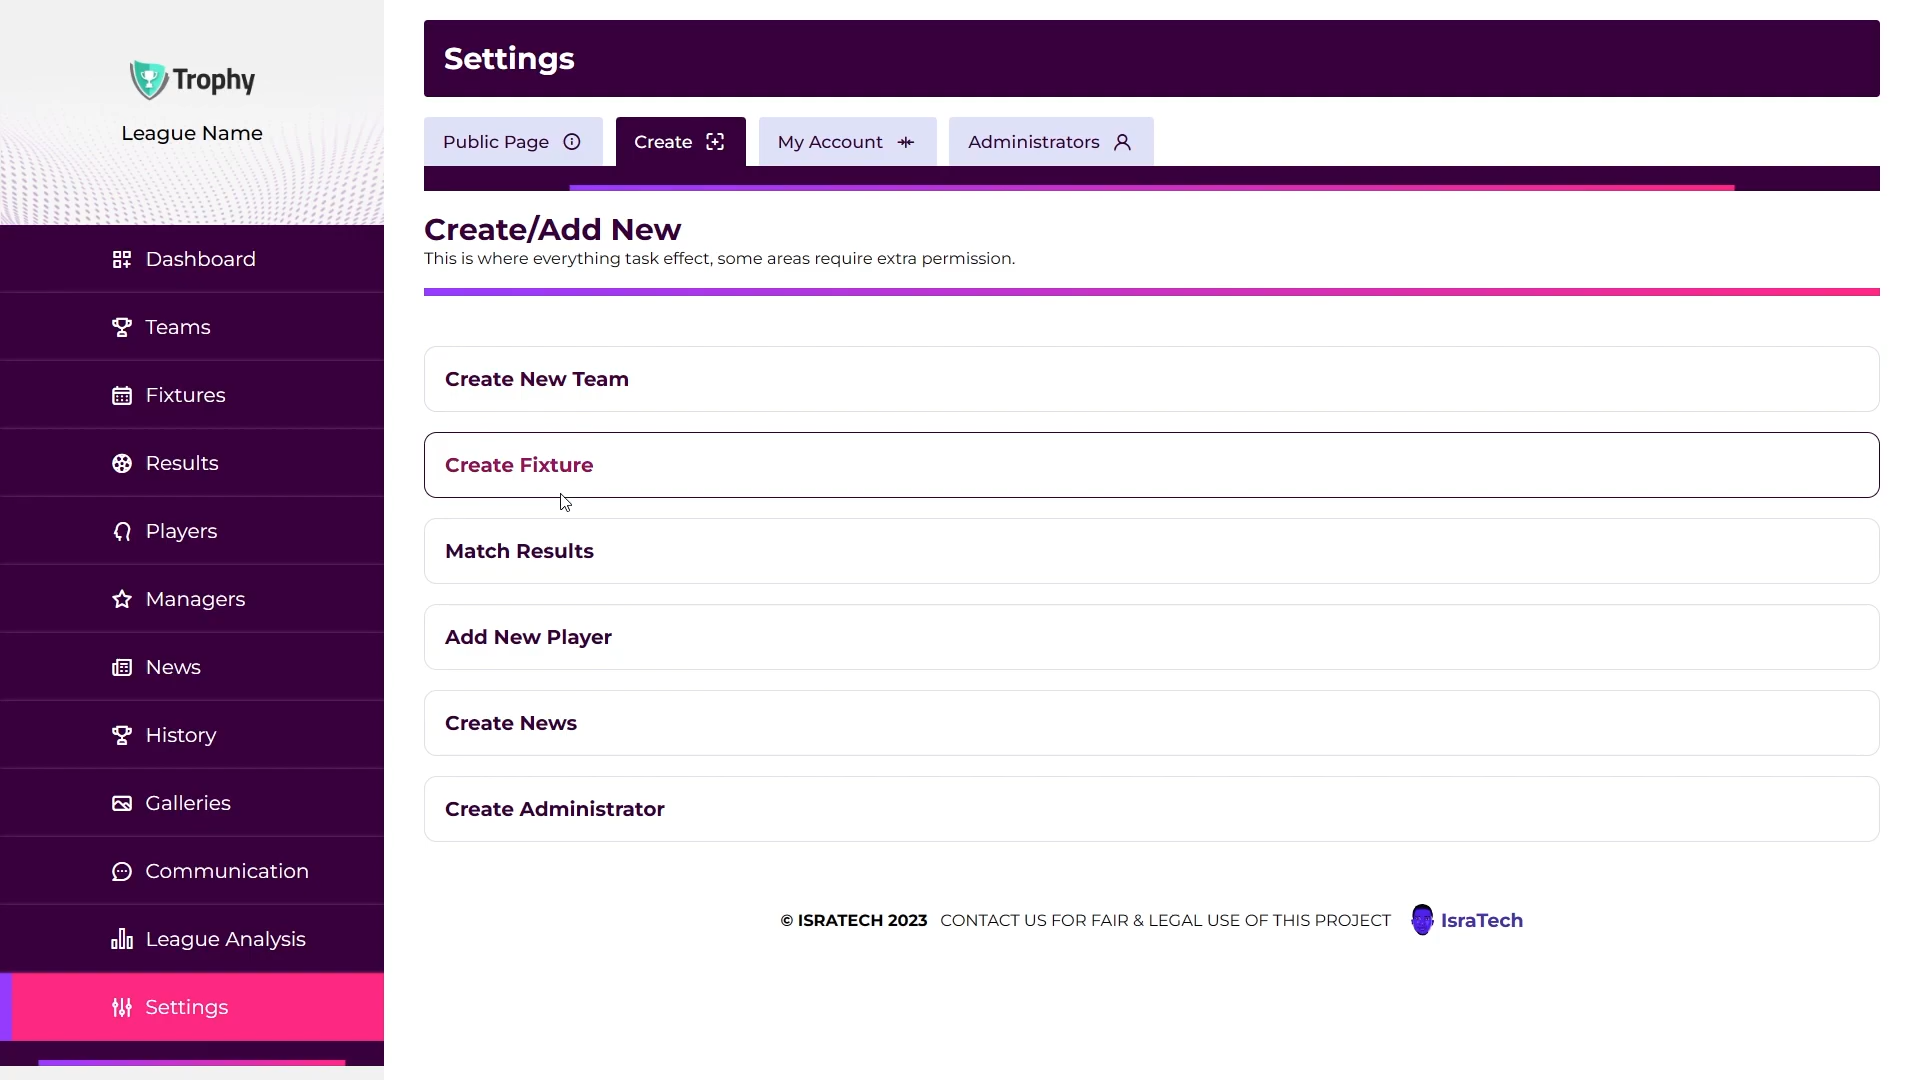 Trophy
League Name
Dashboard
Teams
Fixtures
Results
Players
Managers
News
History
Galleries
Communication
League Analysis
Settings
Settings
Public Page
Create
My Account
Administrators
Create/Add New
This is where everything task effect, some areas require extra permission.
Create New Team
Create Fixture
Match Results
Add New Player
Create News
Create Administrator
© ISRATECH 2023 CONTACT US FOR FAIR & LEGAL USE OF THIS PROJECT IsraTech